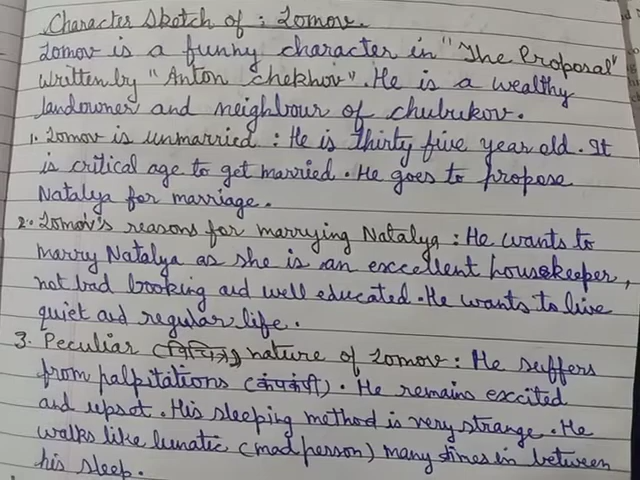 Character Sketch of : Lomov.
Lomov is a funny character in "The Proposal"
written by "Anton Chekhov". He is a wealthy
landowner and neighbour of chubukov.
1. Lomov is unmarried : He is thirty five year old. It
is critical age to get married. He goes to propose
Natalya for marriage.
2. Lomov's reasons for marrying Natalya : He wants to
marry Natalya as she is an excellent housekeeper,
not bad looking and well educated. He wants to live
quiet and regular life.
3. Peculiar (विचित्र) nature of Lomov : He suffers
from palpitations (कंपकंपी). He remains excited
and upset. His sleeping method is very strange. He
walks like lunatic (mad person) many times in between
his sleep.